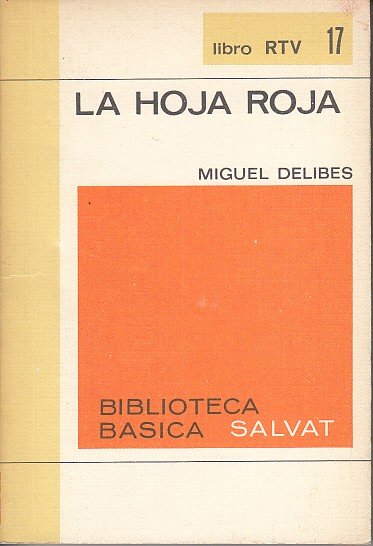 libro RTV 17
LA HOJA ROJA
MIGUEL DELIBES
BIBLIOTECA
BASICA SALVAT